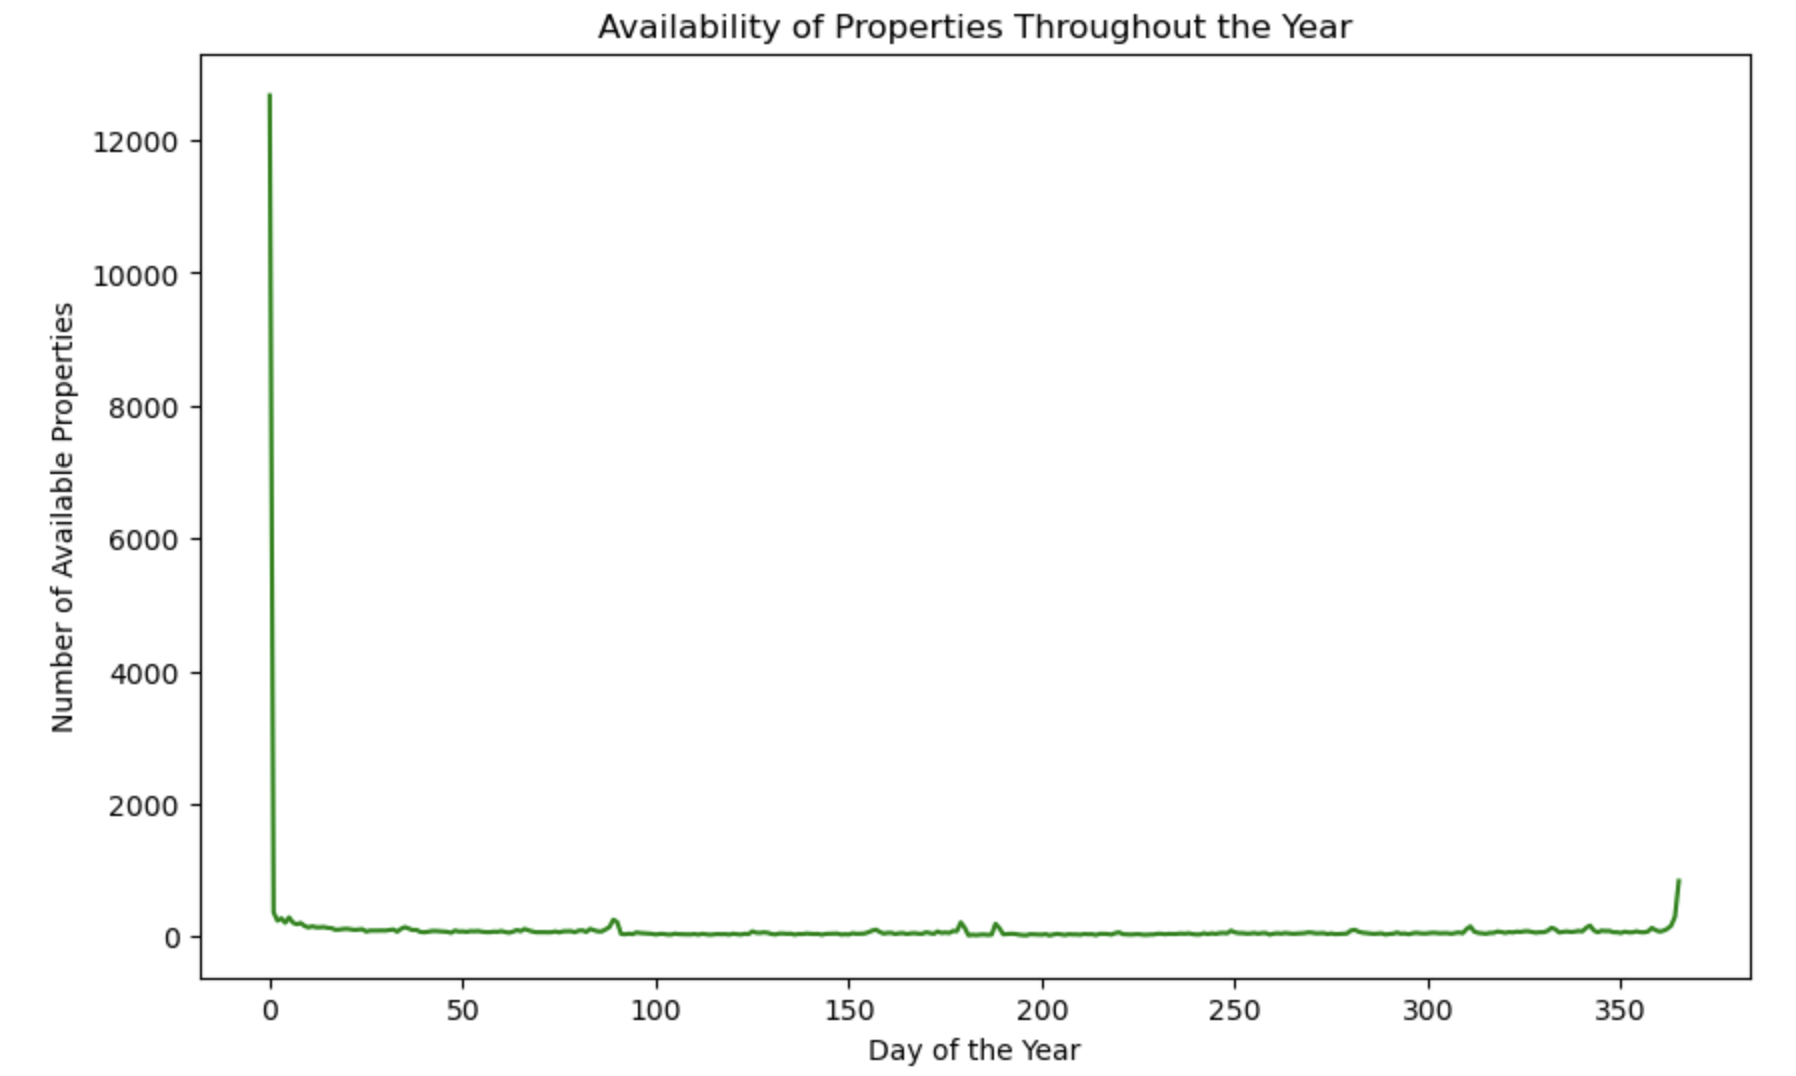 Availability of Properties Throughout the Year
Number of Available Properties
12000
10000
8000
6000
4000
2000
0
0 50 100 150 200 250 300 350
Day of the Year